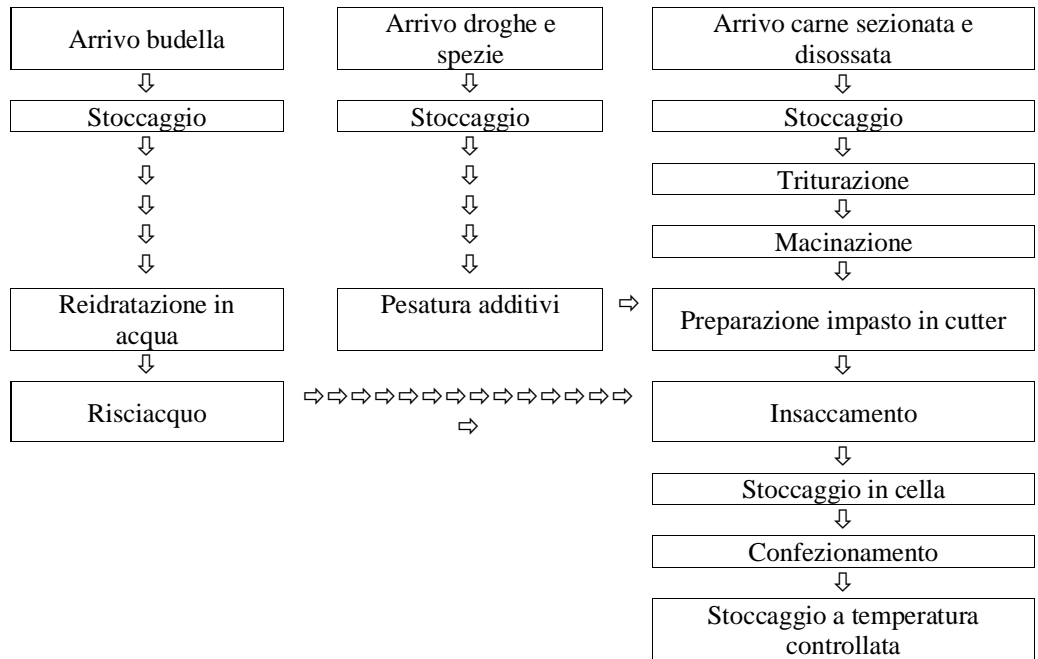 Arrivo budella
Arrivo droghe e
spezie
Arrivo carne sezionata e
disossata
Stoccaggio
Stoccaggio
Stoccaggio
Triturazione
Macinazione
Reidratazione in
acqua
Pesatura additivi
Preparazione impasto in cutter
Risciacquo
Insaccamento
Stoccaggio in cella
Confezionamento
Stoccaggio a temperatura
controllata